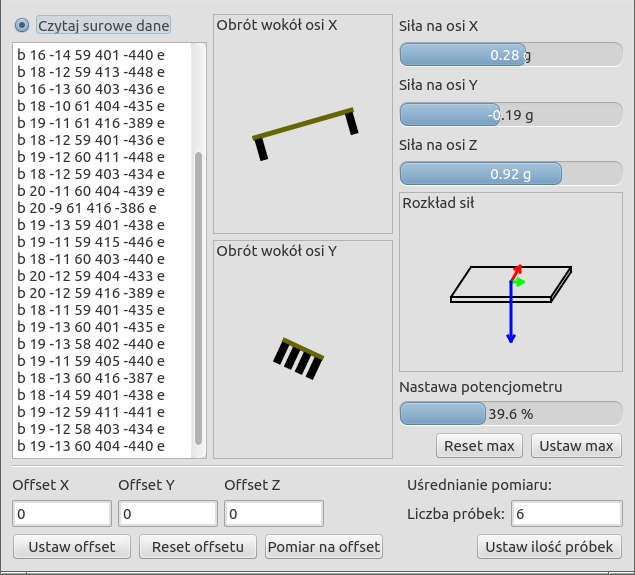 Czytaj surowe dane
b 16 -14 59 401 -440 e
b 18 -12 59 413 -448 e
b 16 -13 60 403 -436 e
b 18 -10 61 404 -435 e
b 19 -11 61 416 -389 e
b 18 -12 59 401 -436 e
b 19 -12 60 411 -448 e
b 18 -12 59 403 -434 e
b 20 -11 60 404 -439 e
b 20 -9 61 416 -386 e
b 19 -13 59 401 -438 e
b 19 -11 59 415 -446 e
b 18 -11 60 403 -440 e
b 20 -12 59 404 -433 e
b 20 -12 59 416 -389 e
b 18 -11 59 401 -435 e
b 19 -13 60 401 -435 e
b 19 -13 58 402 -440 e
b 19 -11 59 405 -440 e
b 18 -13 60 416 -387 e
b 18 -14 59 401 -438 e
b 19 -12 59 411 -441 e
b 19 -12 58 403 -434 e
b 19 -13 60 404 -440 e
Obrót wokół osi X
Obrót wokół osi Y
Siła na osi X
0.28 g
Siła na osi Y
-0.19 g
Siła na osi Z
0.92 g
Rozkład sił
Nastawa potencjometru
39.6 %
Reset max
Ustaw max
Offset X
Offset Y
Offset Z
0
0
0
Ustaw offset
Reset offsetu
Pomiar na offset
Uśrednianie pomiaru:
Liczba próbek:
6
Ustaw ilość próbek